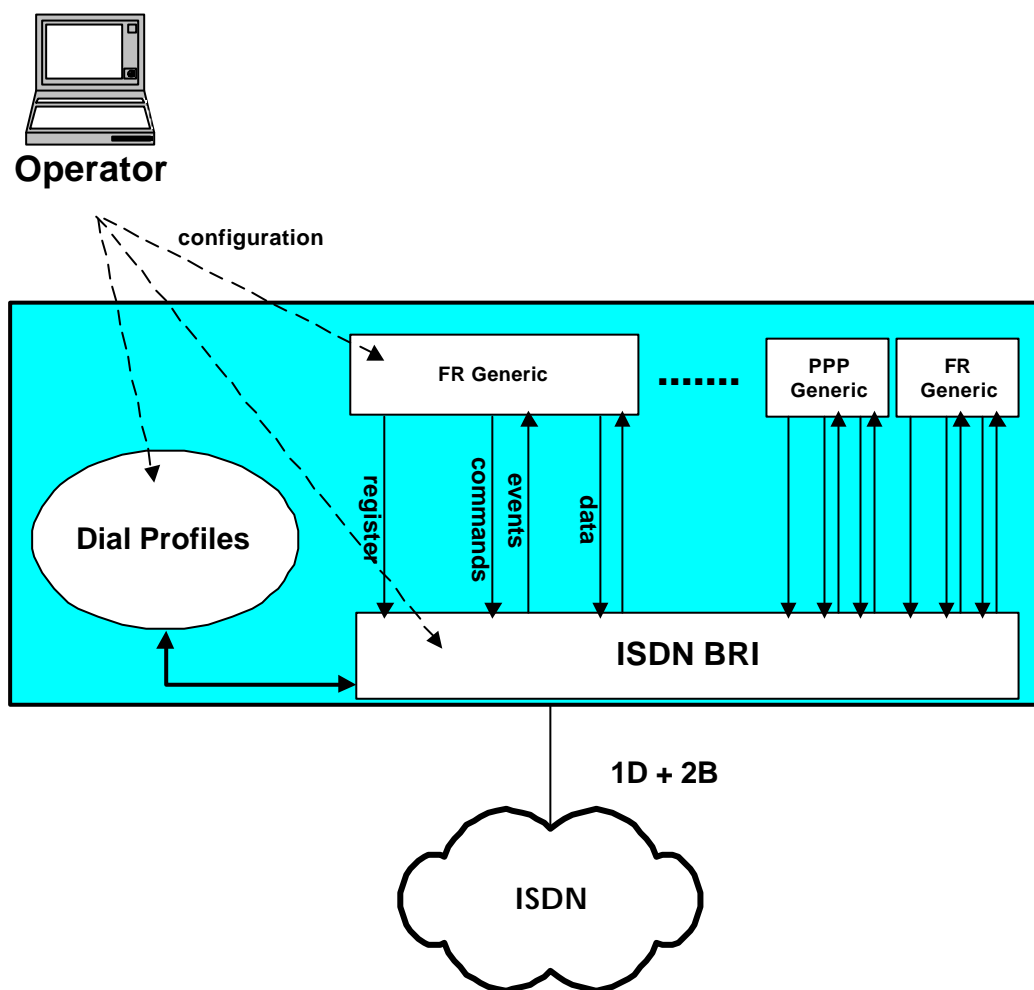 Operator
configuration
FR Generic
.......
PPP
Generic
FR
Generic
register
commands
events
data
Dial Profiles
ISDN BRI
1D + 2B
ISDN